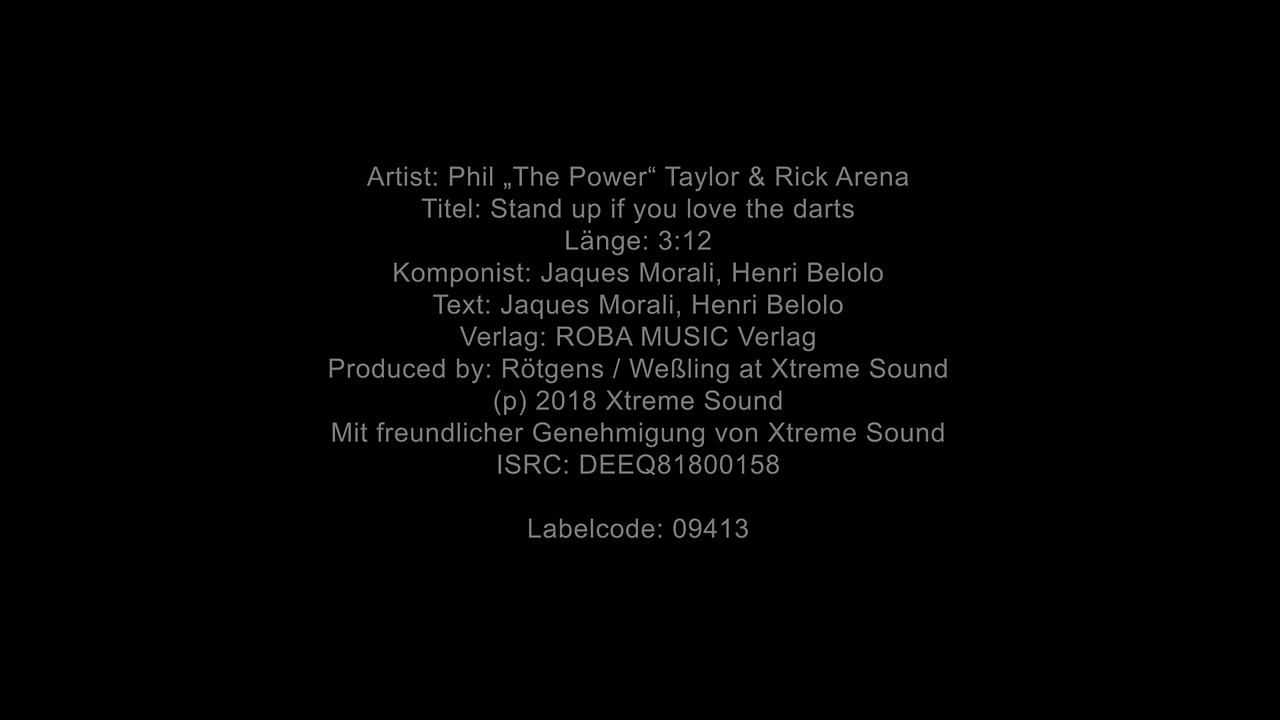 Artist: Phil „The Power“ Taylor & Rick Arena
Titel: Stand up if you love the darts
Länge: 3:12
Komponist: Jaques Morali, Henri Belolo
Text: Jaques Morali, Henri Belolo
Verlag: ROBA MUSIC Verlag
Produced by: Rötgens / Weßling at Xtreme Sound
(p) 2018 Xtreme Sound
Mit freundlicher Genehmigung von Xtreme Sound
ISRC: DEEQ81800158
Labelcode: 09413